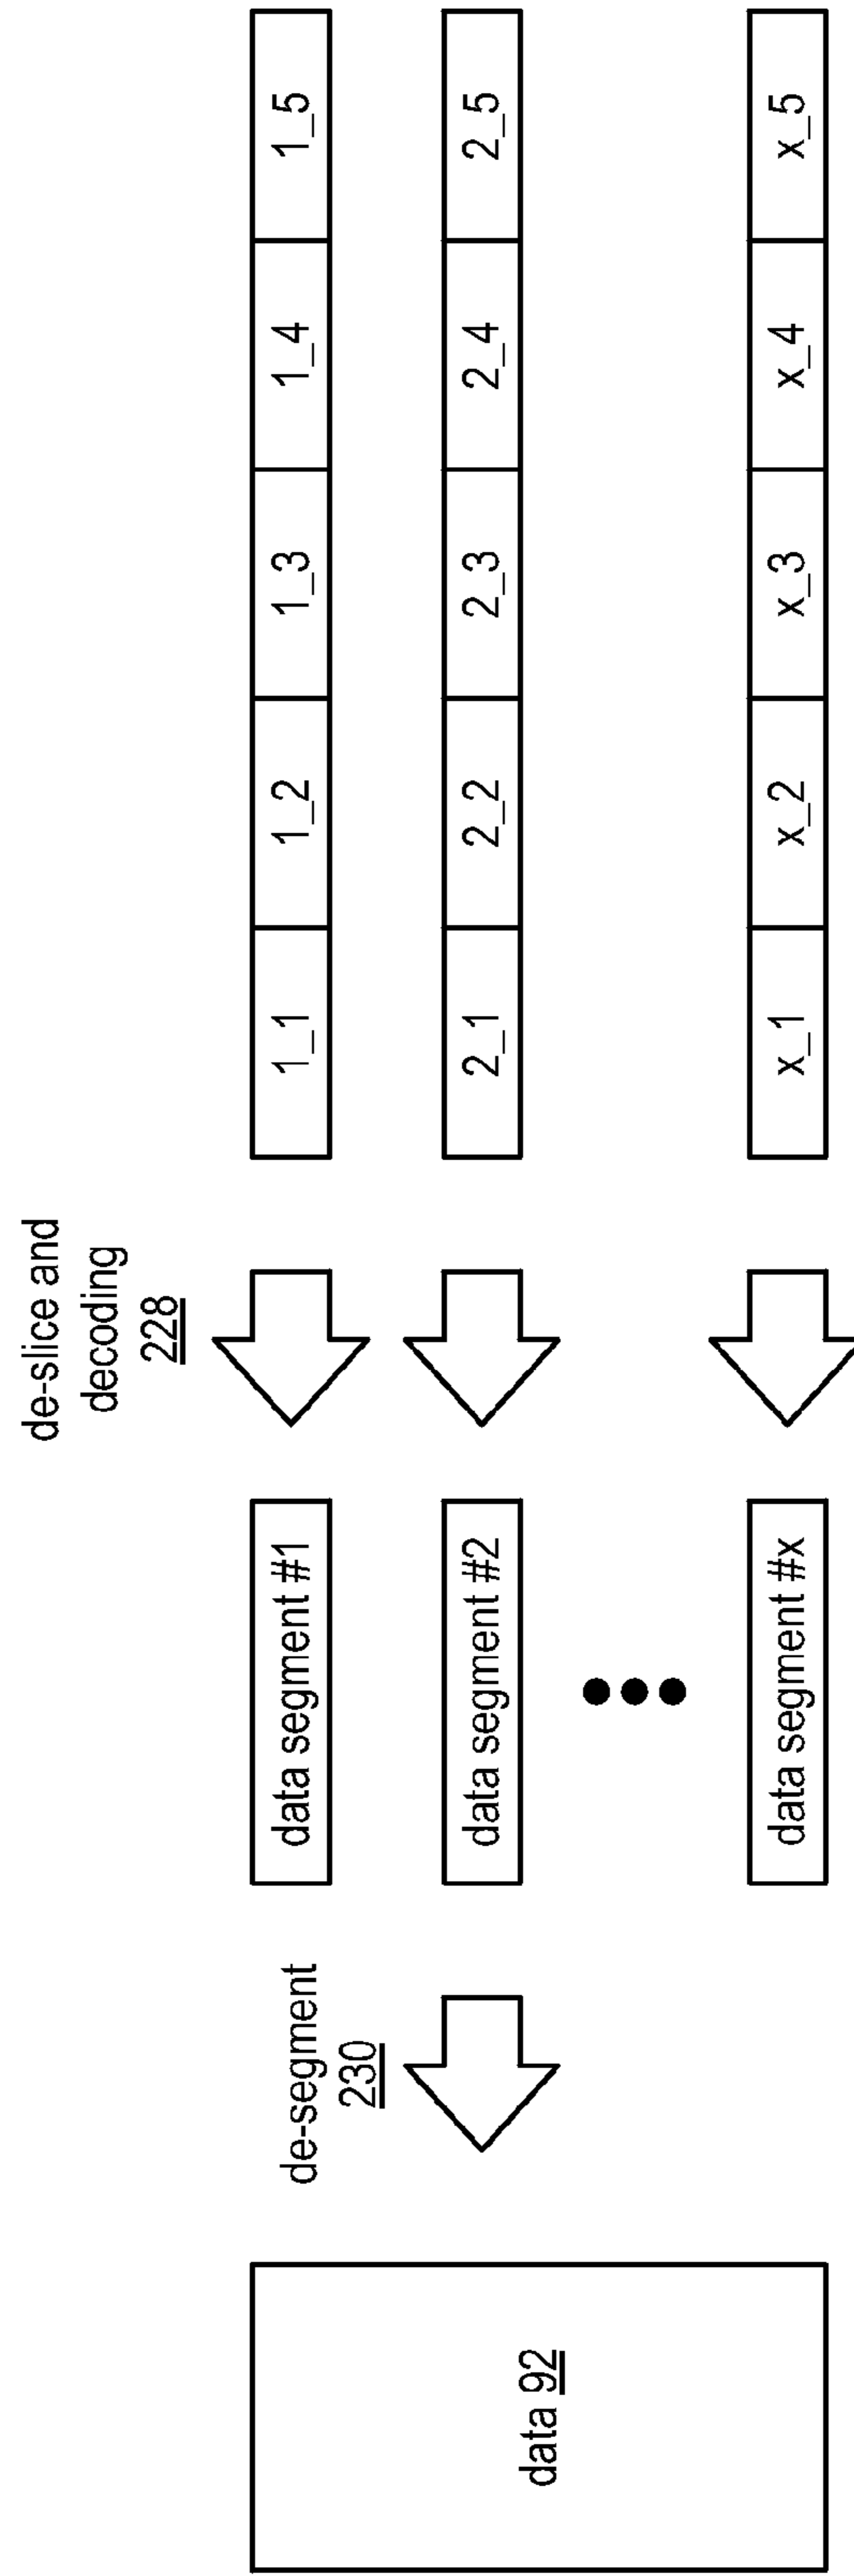 de-slice and
decoding
228
de-segment
230
data 92
data segment #1
1_1
1_2
1_3
1_4
1_5
data segment #2
2_1
2_2
2_3
2_4
2_5
data segment #x
x_1
x_2
x_3
x_4
x_5